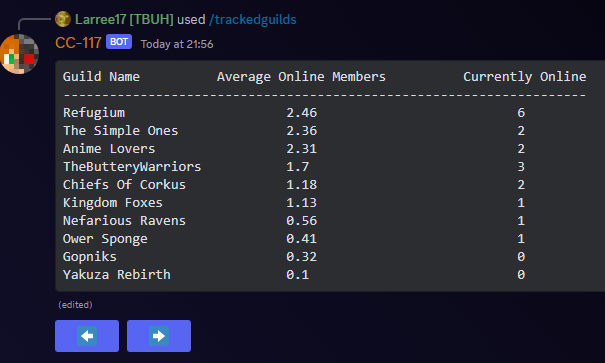 Larree17 [TBUH] used /trackedguilds
CC-117 BOT Today at 21:56
Guild Name Average Online Members Currently Online
--------------------------------------------------------------------
Refugium 2.46 6
The Simple Ones 2.36 2
Anime Lovers 2.31 2
TheButteryWarriors 1.7 3
Chiefs Of Corkus 1.18 2
Kingdom Foxes 1.13 1
Nefarious Ravens 0.56 1
Ower Sponge 0.41 1
Gopniks 0.32 0
Yakuza Rebirth 0.1 0
(edited)